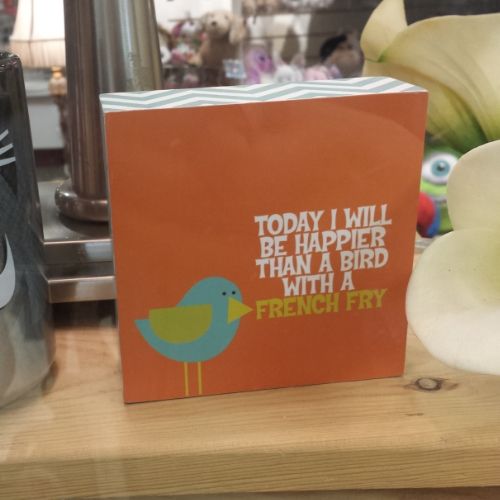 TODAY I WILL
BE HAPPIER
THAN A BIRD
WITH A
FRENCH FRY